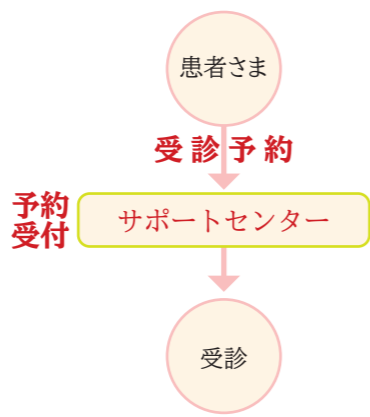 患者さま
受診予約
予約
受付
サポートセンター
受診